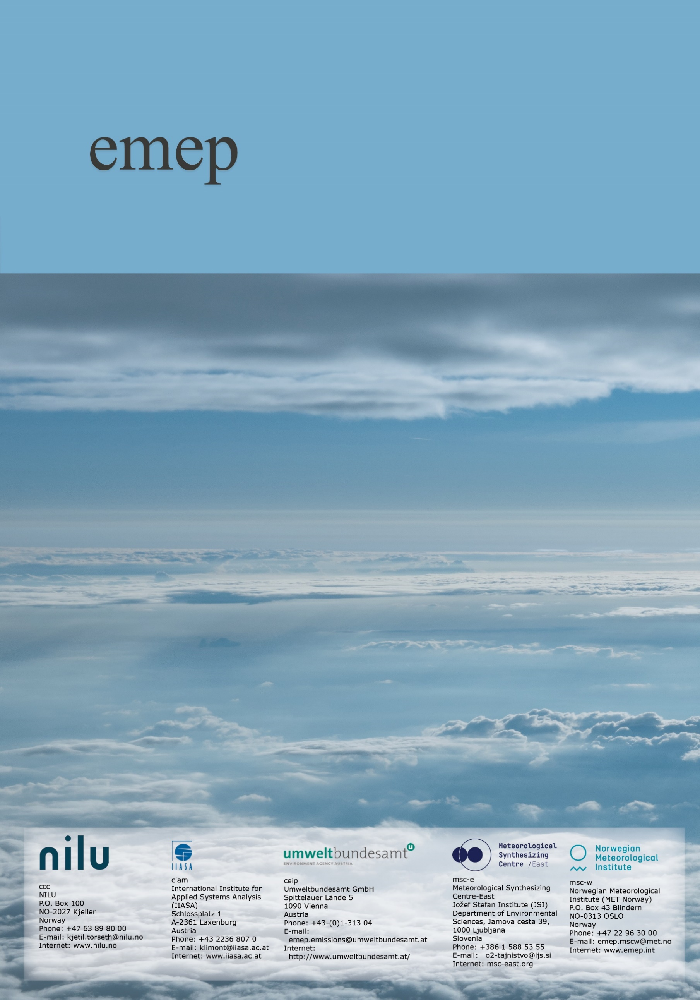 emep
nilu
ccc
NILU
P.O. Box 100
NO-2027 Kjeller
Norway
Phone: +47 63 89 80 00
E-mail: kjetil.torseth@nilu.no
Internet: www.nilu.no
IIASA
ciam
International Institute for
Applied Systems Analysis
(IIASA)
Schlossplatz 1
A-2361 Laxenburg
Austria
Phone: +43 2236 807 0
E-mail: klimont@iiasa.ac.at
Internet: www.iiasa.ac.at
umweltbundesamt u
ENVIRONMENT AGENCY AUSTRIA
ceip
Umweltbundesamt GmbH
Spittelauer Lände 5
1090 Vienna
Austria
Phone: +43-(0)1-313 04
E-mail:
emep.emissions@umweltbundesamt.at
Internet:
http://www.umweltbundesamt.at/
Meteorological
Synthesizing
Centre /East
msc-e
Meteorological Synthesizing
Centre-East
Jožef Stefan Institute (JSI)
Department of Environmental
Sciences, Jamova cesta 39,
1000 Ljubljana
Slovenia
Phone: +386 1 588 53 55
E-mail: o2-tajnistvo@ijs.si
Internet: msc-east.org
Norwegian
Meteorological
Institute
msc-w
Norwegian Meteorological
Institute (MET Norway)
P.O. Box 43 Blindern
NO-0313 OSLO
Norway
Phone: +47 22 96 30 00
E-mail: emep.mscw@met.no
Internet: www.emep.int